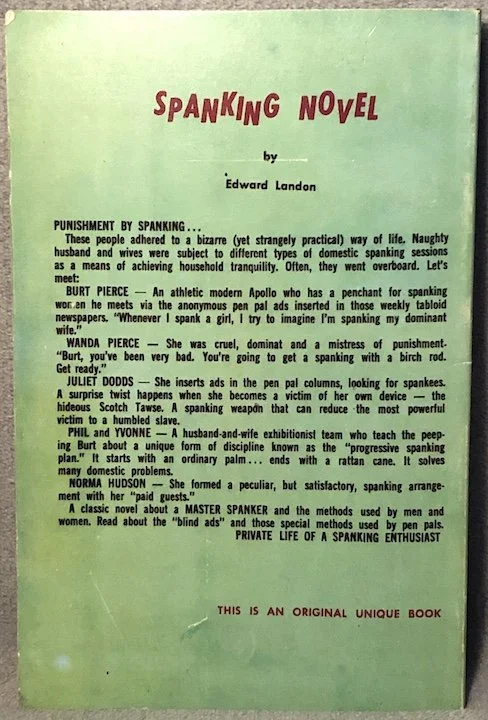 SPANKING NOVEL
by
Edward Landon
PUNISHMENT BY SPANKING...
These people adhered to a bizarre (yet strangely practical) way of life. Naughty
husband and wives were subject to different types of domestic spanking sessions
as a means of achieving household tranquility. Often, they went overboard. Let's
meet:
BURT PIERCE — An athletic modern Apollo who has a penchant for spanking
women he meets via the anonymous pen pal ads inserted in those weekly tabloid
newspapers. "Whenever I spank a girl, I try to imagine I'm spanking my dominant
wife."
WANDA PIERCE — She was cruel, dominat and a mistress of punishment-
"Burt, you've been very bad. You're going to get a spanking with a birch rod.
Get ready."
JULIET DODDS — She inserts ads in the pen pal columns, looking for spankees.
A surprise twist happens when she becomes a victim of her own device — the
hideous Scotch Tawse. A spanking weapon that can reduce the most powerful
victim to a humbled slave.
PHIL and YVONNE — A husband-and-wife exhibitionist team who teach the peep-
ing Burt about a unique form of discipline known as the "progressive spanking
plan." It starts with an ordinary palm... ends with a rattan cane. It solves
many domestic problems.
NORMA HUDSON — She formed a peculiar, but satisfactory, spanking arrange-
ment with her "paid guests."
A classic novel about a MASTER SPANKER and the methods used by men and
women. Read about the "blind ads" and those special methods used by pen pals.
PRIVATE LIFE OF A SPANKING ENTHUSIAST
THIS IS AN ORIGINAL UNIQUE BOOK